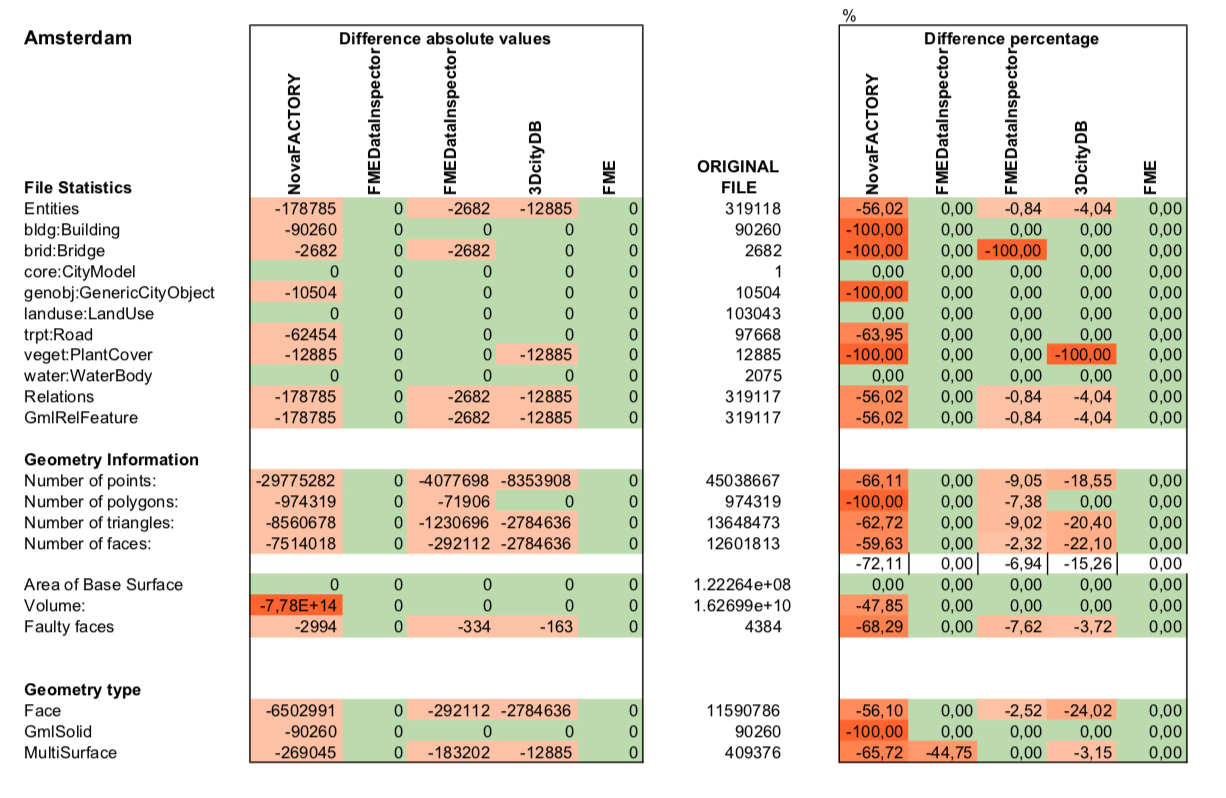 %
Amsterdam Difference absolute values Difference percentage
NovaFACTORY FMEDataInspector FMEDataInspector 3DcityDB FME NovaFACTORY FMEDataInspector FMEDataInspector 3DcityDB FME
ORIGINAL
File Statistics FILE
Entities -178785 0 -2682 -12885 0 319118 -56,02 0,00 -0,84 -4,04 0,00
bldg:Building -90260 0 0 0 0 90260 -100,00 0,00 0,00 0,00 0,00
brid:Bridge -2682 0 -2682 0 0 2682 -100,00 0,00 -100,00 0,00 0,00
core:CityModel 0 0 0 0 0 1 0,00 0,00 0,00 0,00 0,00
genobj:GenericCityObject -10504 0 0 0 0 10504 -100,00 0,00 0,00 0,00 0,00
landuse:LandUse 0 0 0 0 0 103043 0,00 0,00 0,00 0,00 0,00
trpt:Road -62454 0 0 0 0 97668 -63,95 0,00 0,00 0,00 0,00
veget:PlantCover -12885 0 0 -12885 0 12885 -100,00 0,00 0,00 -100,00 0,00
water:WaterBody 0 0 0 0 0 2075 0,00 0,00 0,00 0,00 0,00
Relations -178785 0 -2682 -12885 0 319117 -56,02 0,00 -0,84 -4,04 0,00
GmlRelFeature -178785 0 -2682 -12885 0 319117 -56,02 0,00 -0,84 -4,04 0,00
Geometry Information
Number of points: -29775282 0 -4077698 -8353908 0 45038667 -66,11 0,00 -9,05 -18,55 0,00
Number of polygons: -974319 0 -71906 0 0 974319 -100,00 0,00 -7,38 0,00 0,00
Number of triangles: -8560678 0 -1230696 -2784636 0 13648473 -62,72 0,00 -9,02 -20,40 0,00
Number of faces: -7514018 0 -292112 -2784636 0 12601813 -59,63 0,00 -2,32 -22,10 0,00
-72,11 0,00 -6,94 -15,26 0,00
Area of Base Surface 0 0 0 0 0 1.22264e+08 0,00 0,00 0,00 0,00 0,00
Volume: -7,78E+14 0 0 0 0 1.62699e+10 -47,85 0,00 0,00 0,00 0,00
Faulty faces -2994 0 -334 -163 0 4384 -68,29 0,00 -7,62 -3,72 0,00
Geometry type
Face -6502991 0 -292112 -2784636 0 11590786 -56,10 0,00 -2,52 -24,02 0,00
GmlSolid -90260 0 0 0 0 90260 -100,00 0,00 0,00 0,00 0,00
MultiSurface -269045 0 -183202 -12885 0 409376 -65,72 -44,75 0,00 -3,15 0,00